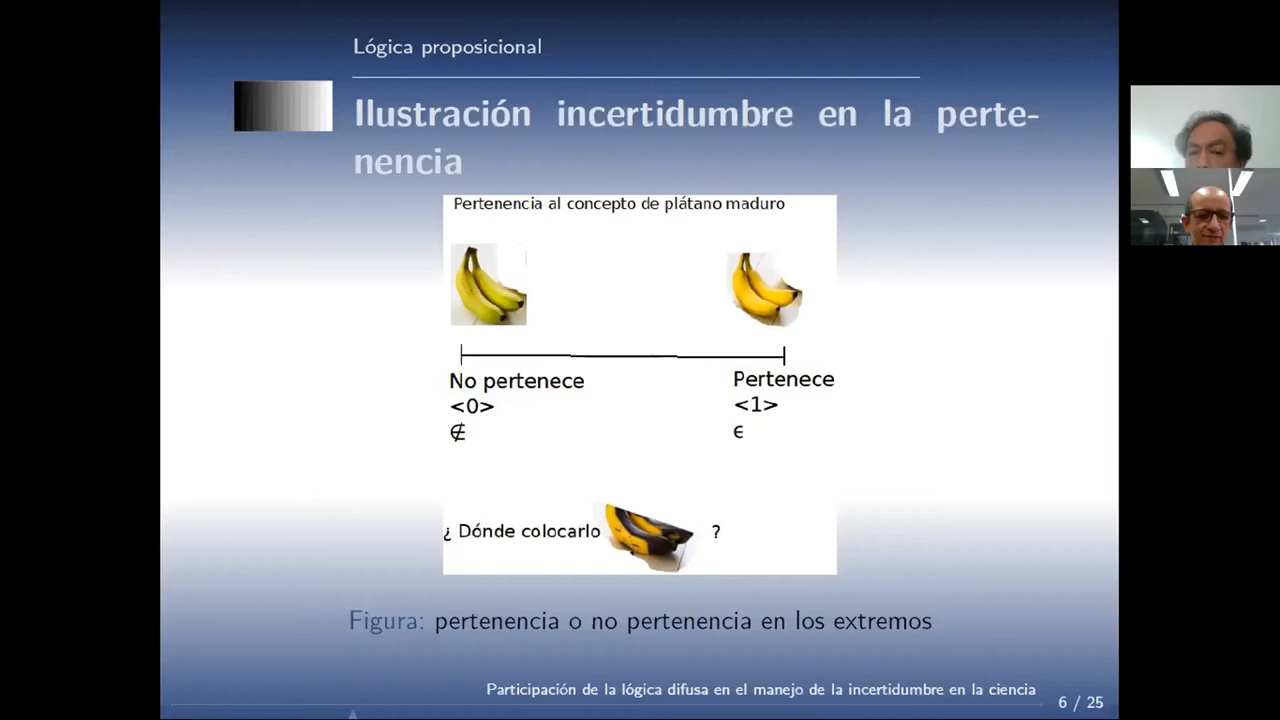 Lógica proposicional
Ilustración incertidumbre en la perte-
nencia
Pertenencia al concepto de plátano maduro
No pertenece
<0>
∉
Pertenece
<1>
∈
¿ Dónde colocarlo ?
Figura: pertenencia o no pertenencia en los extremos
Participación de la lógica difusa en el manejo de la incertidumbre en la ciencia
6 / 25